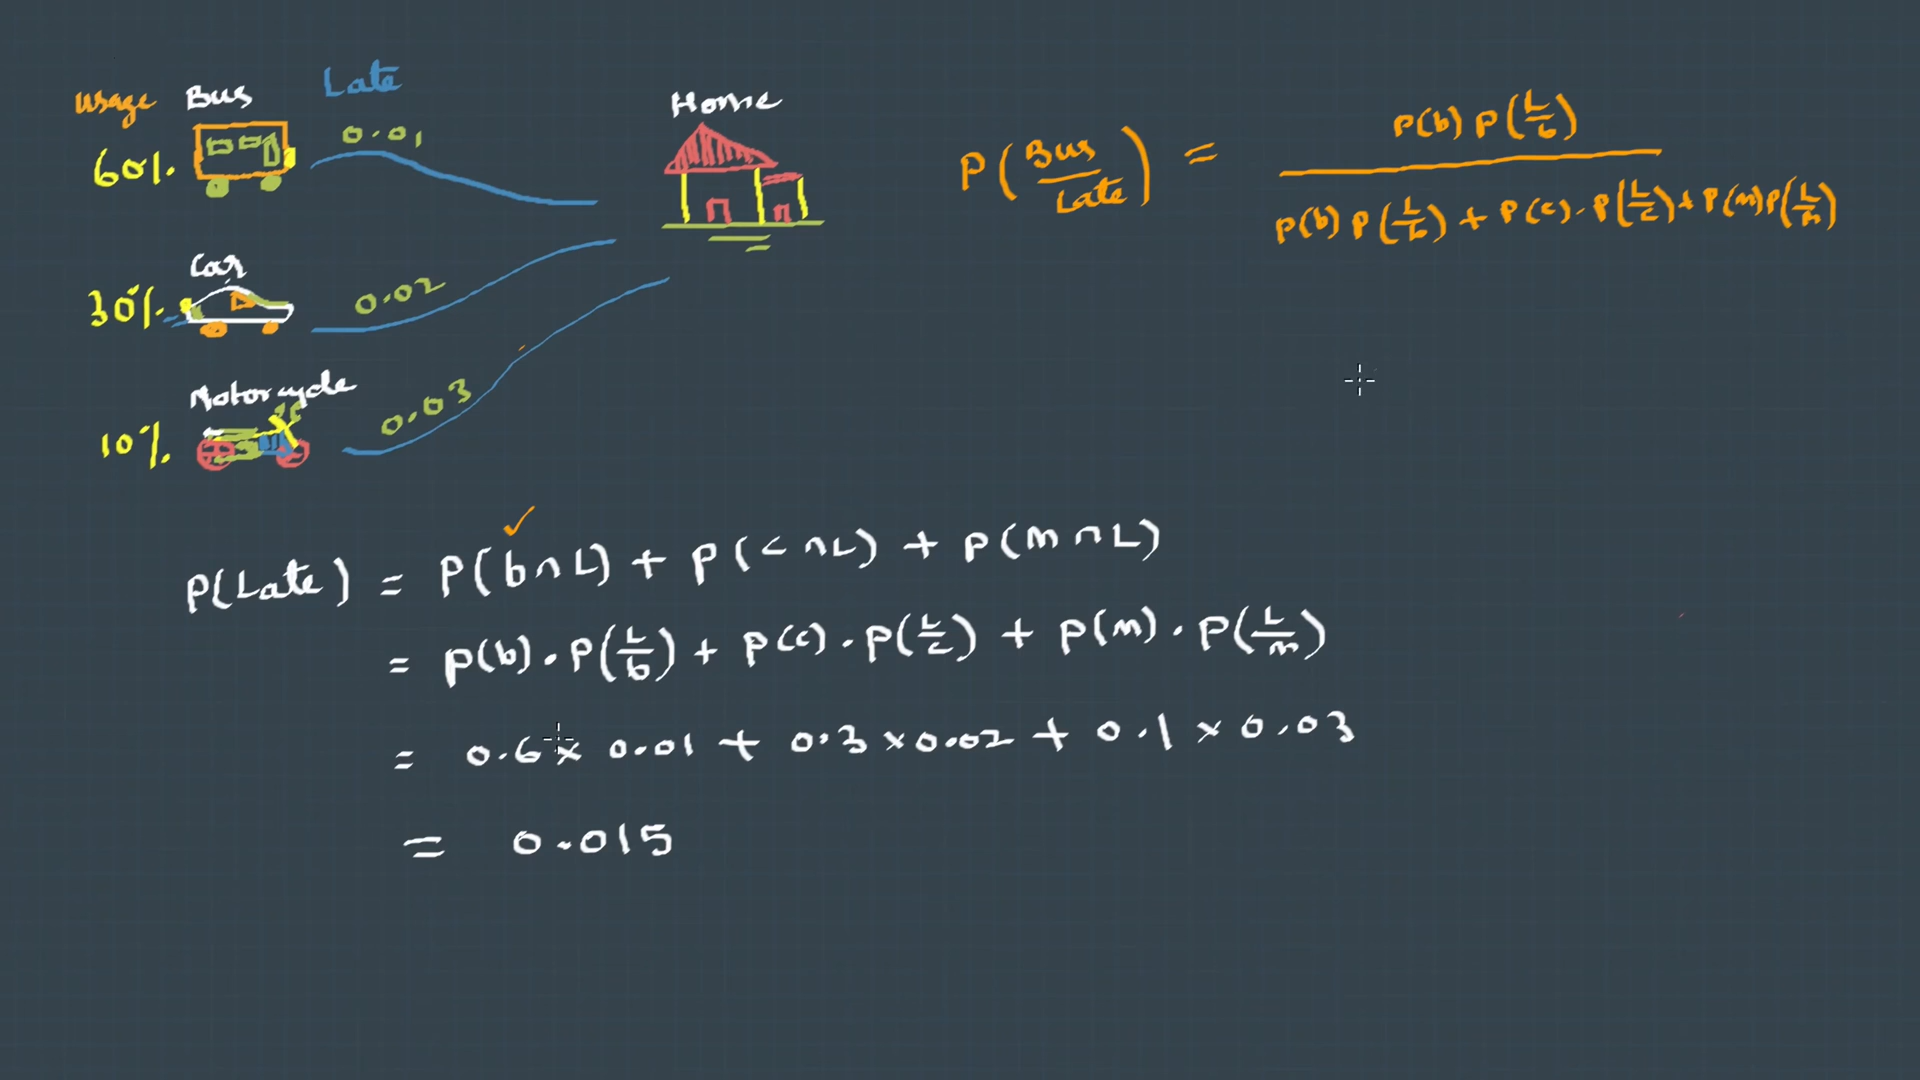 usage Bus Late
60%. 0.01
Car
30%. 0.02
Motorcycle
10%. 0.03
Home
P(Bus/Late) = P(b) P(L/b) / P(b) P(L/b) + P(c) . P(L/c) + P(m) P(L/m)
P(Late) = P(b∩L) + P(c∩L) + P(m∩L)
= P(b) . P(L/b) + P(c) . P(L/c) + P(m) . P(L/m)
= 0.6 × 0.01 + 0.3 × 0.02 + 0.1 × 0.03
= 0.015